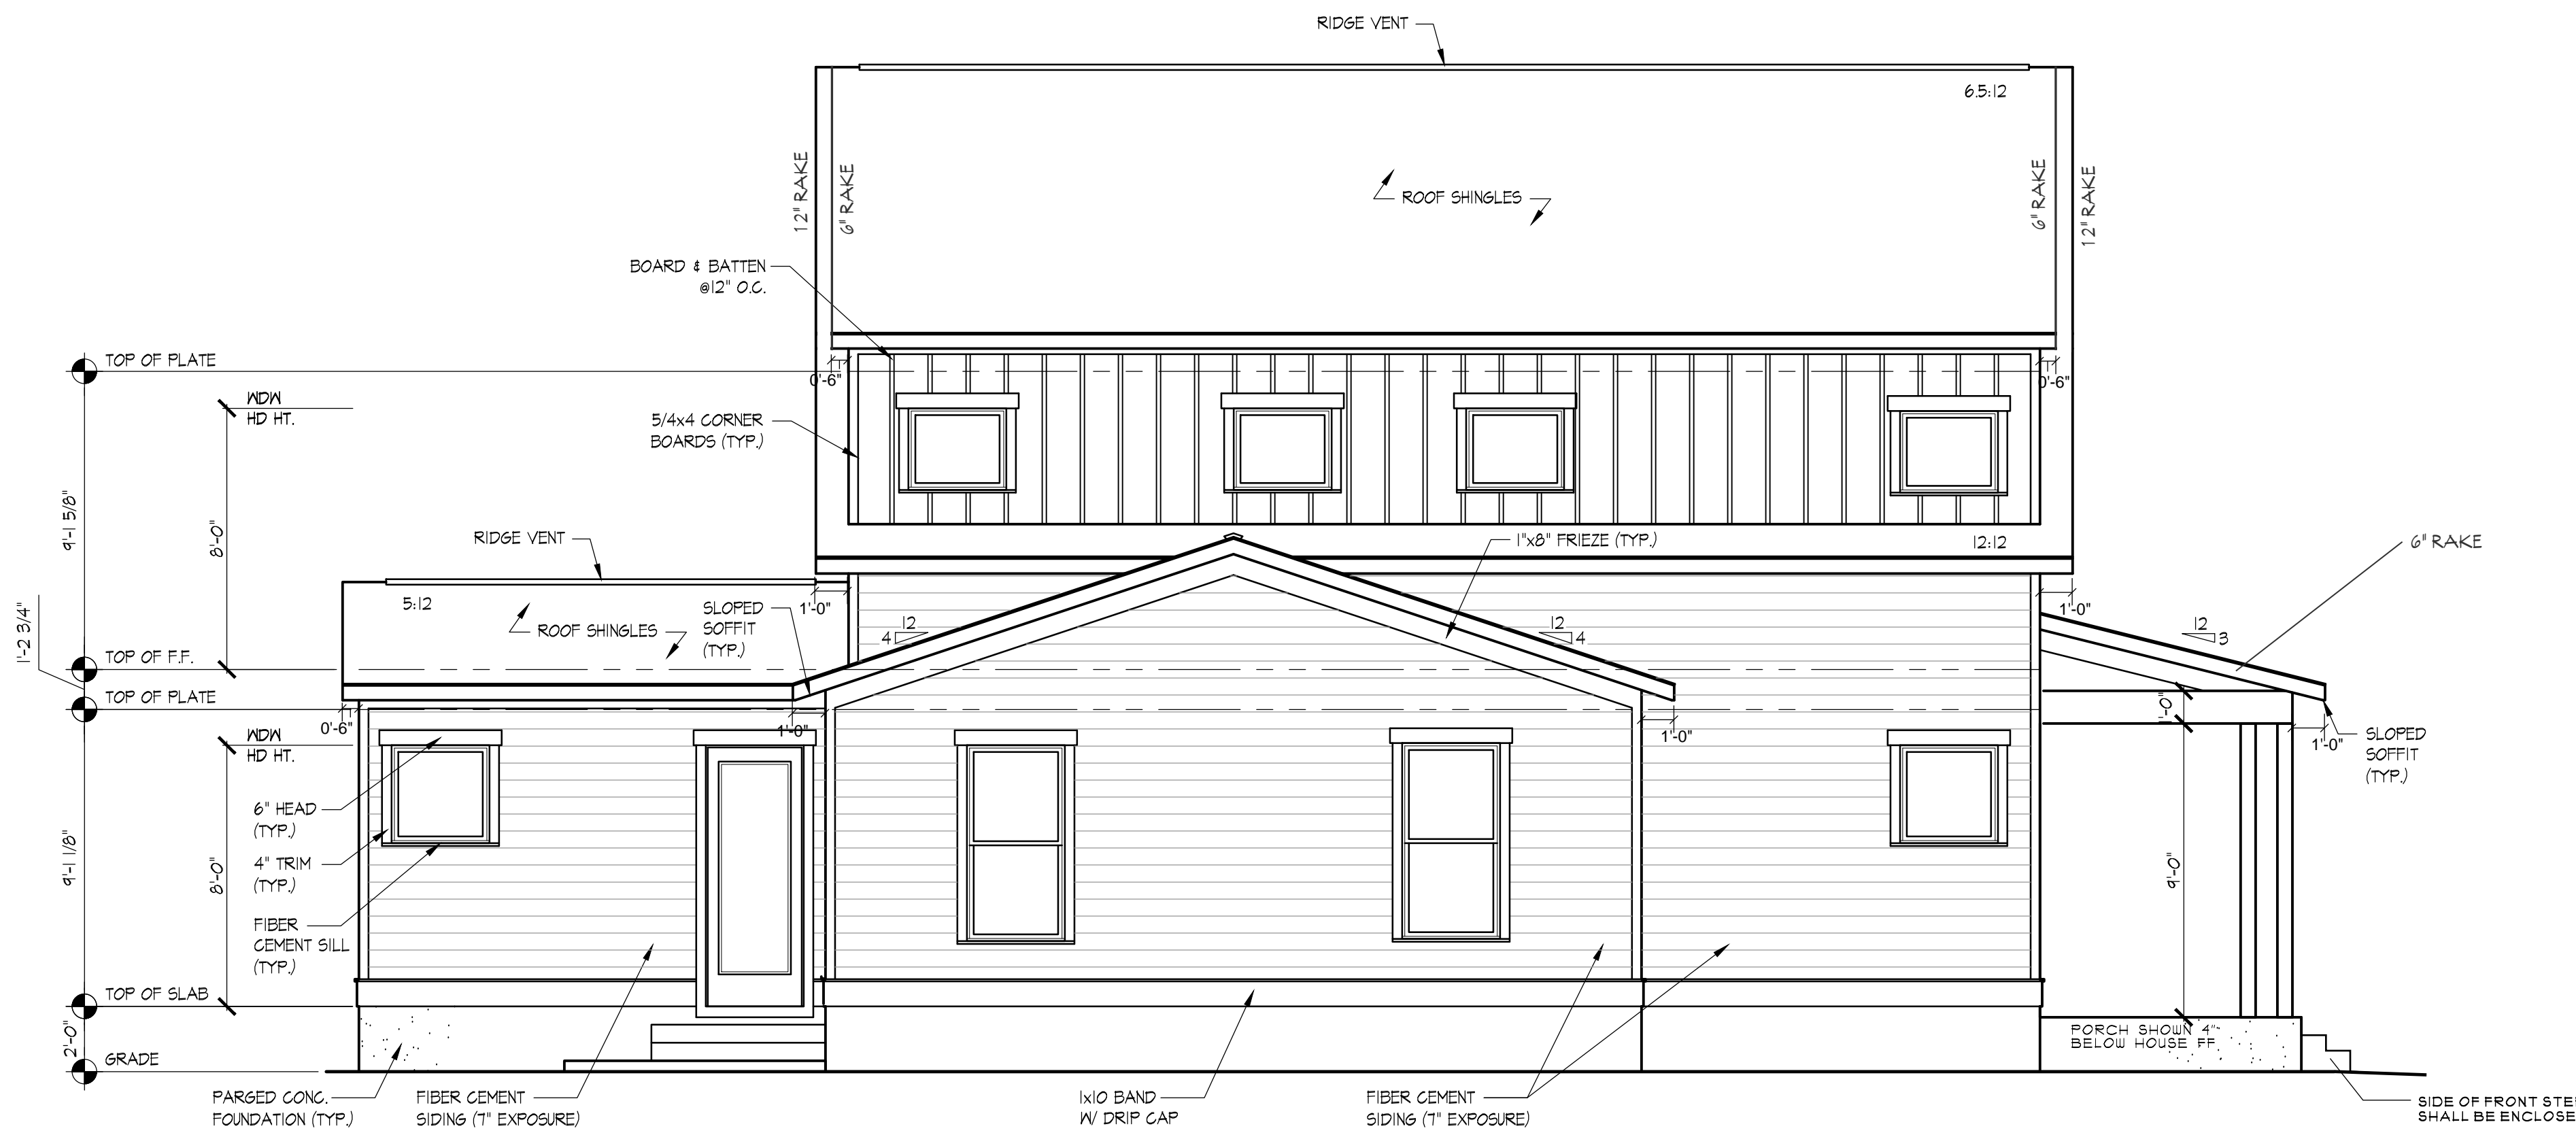 RIDGE VENT
6.5:12
12" RAKE
6" RAKE
6" RAKE
12" RAKE
ROOF SHINGLES
BOARD & BATTEN
@12" O.C.
TOP OF PLATE
0'-6"
0'-6"
WDW
HD HT.
5/4x4 CORNER
BOARDS (TYP.)
9'-1 5/8"
8'-0"
RIDGE VENT
1"x8" FRIEZE (TYP.)
12:12
6" RAKE
5:12
1'-0"
SLOPED
SOFFIT
(TYP.)
1'-0"
ROOF SHINGLES
12
4
12
4
12
3
1'-2 3/4"
TOP OF F.F.
TOP OF PLATE
0'-6"
1'-0"
1'-0"
1'-0"
1'-0"
SLOPED
SOFFIT
(TYP.)
WDW
HD HT.
6" HEAD
(TYP.)
4" TRIM
(TYP.)
9'-1 1/8"
8'-0"
9'-0"
FIBER
CEMENT SILL
(TYP.)
TOP OF SLAB
2'-0"
GRADE
PORCH SHOWN 4"
BELOW HOUSE FF
PARGED CONC.
FOUNDATION (TYP.)
FIBER CEMENT
SIDING (7" EXPOSURE)
1x10 BAND
W/ DRIP CAP
FIBER CEMENT
SIDING (7" EXPOSURE)
SIDE OF FRONT STE
SHALL BE ENCLOSE